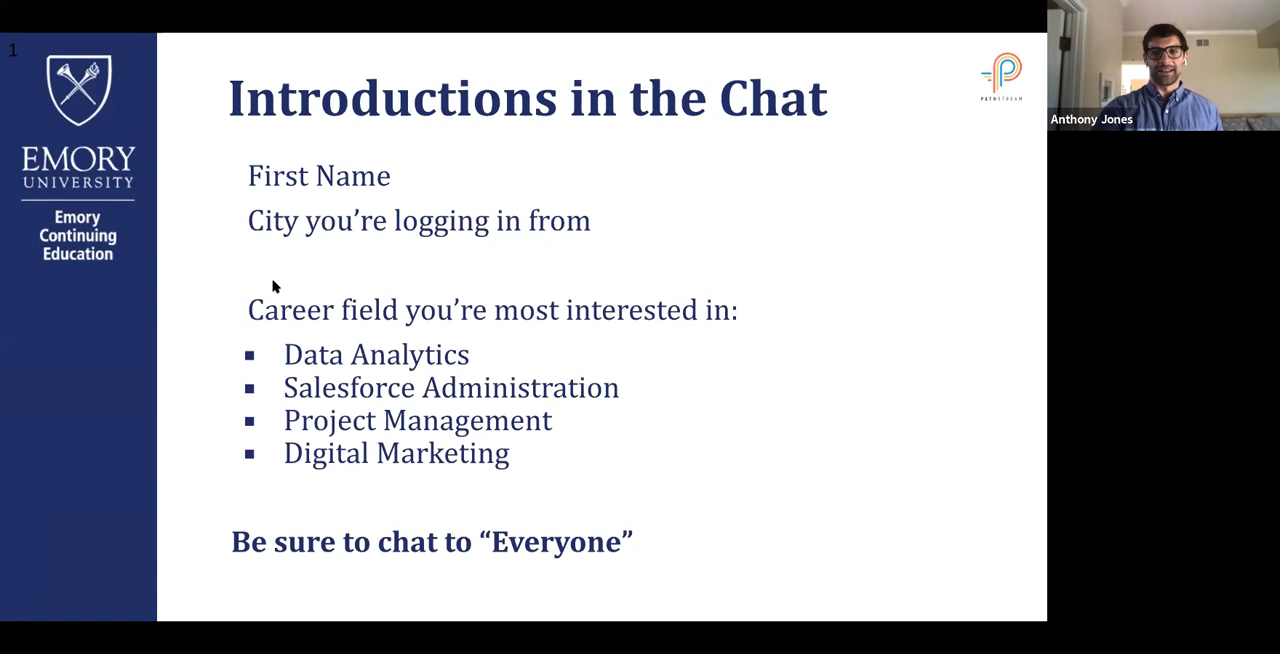 1
EMORY
UNIVERSITY
Emory
Continuing
Education
Introductions in the Chat
PATHSTREAM
First Name
City you’re logging in from
Career field you’re most interested in:
▪ Data Analytics
▪ Salesforce Administration
▪ Project Management
▪ Digital Marketing
Be sure to chat to “Everyone”
Anthony Jones